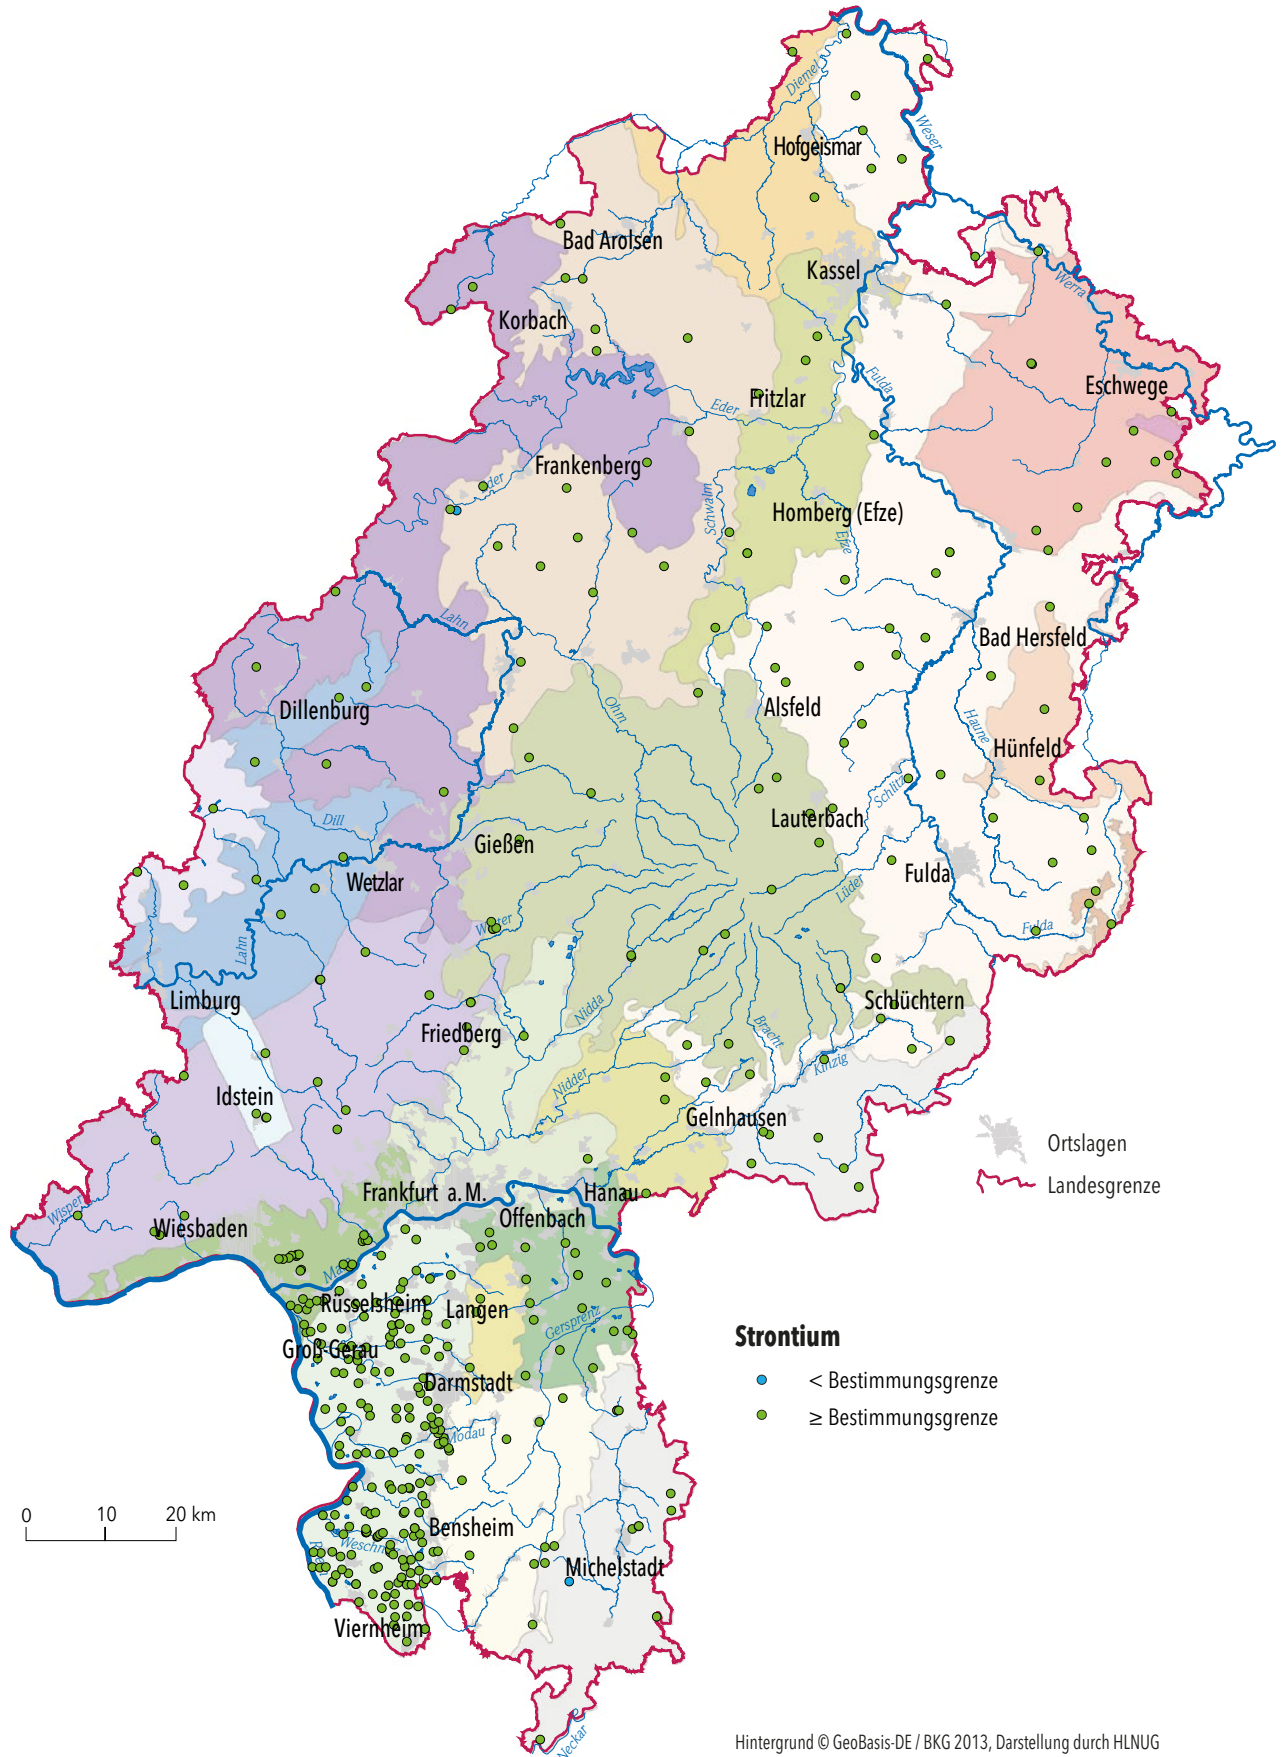 Diemel
Weser
Hofgeismar
Bad Arolsen
Kassel
Werra
Korbach
Fulda
Eschwege
Fritzlar
Eder
Frankenberg
Eder
Schwalm
Homberg (Efze)
Efze
Lahn
Bad Hersfeld
Dillenburg
Ohm
Alsfeld
Haune
Hünfeld
Schlitz
Dill
Lauterbach
Gießen
Wetzlar
Fulda
Lüder
Wetter
Fulda
Lahn
Limburg
Nidda
Schlüchtern
Friedberg
Bracht
Kinzig
Nidder
Idstein
Gelnhausen
Ortslagen
Landesgrenze
Wisper
Frankfurt a.M.
Hanau
Wiesbaden
Offenbach
Main
Rüsselsheim
Langen
Gersprenz
Groß-Gerau
Strontium
< Bestimmungsgrenze
≥ Bestimmungsgrenze
Darmstadt
Modau
0 10 20 km
Bensheim
Weschnitz
Rhein
Michelstadt
Viernheim
Neckar
Hintergrund © GeoBasis-DE / BKG 2013, Darstellung durch HLNUG